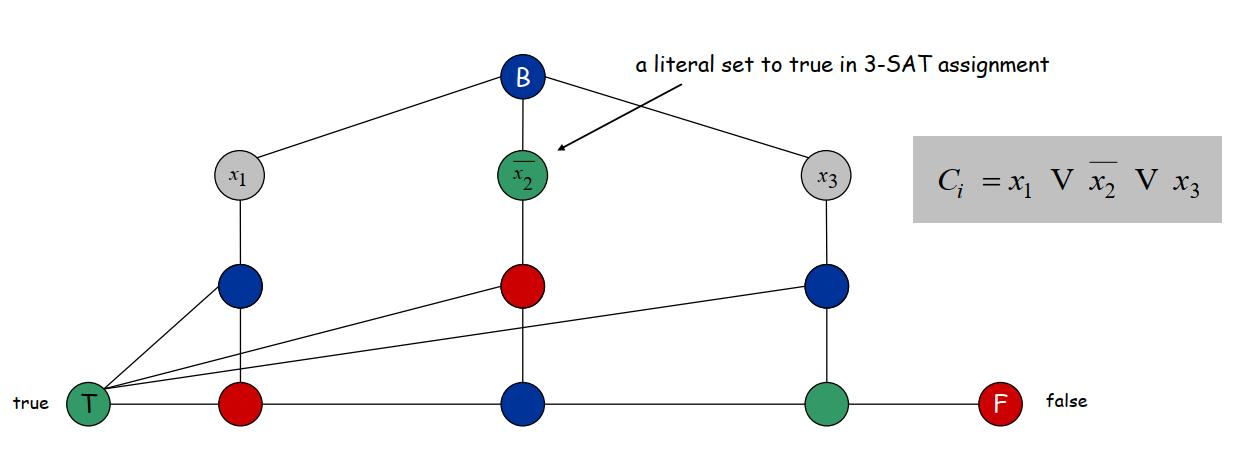 B
a literal set to true in 3-SAT assignment
x₁
x̅₂
x₃
Cᵢ = x₁ V x̅₂ V x₃
true
T
F
false